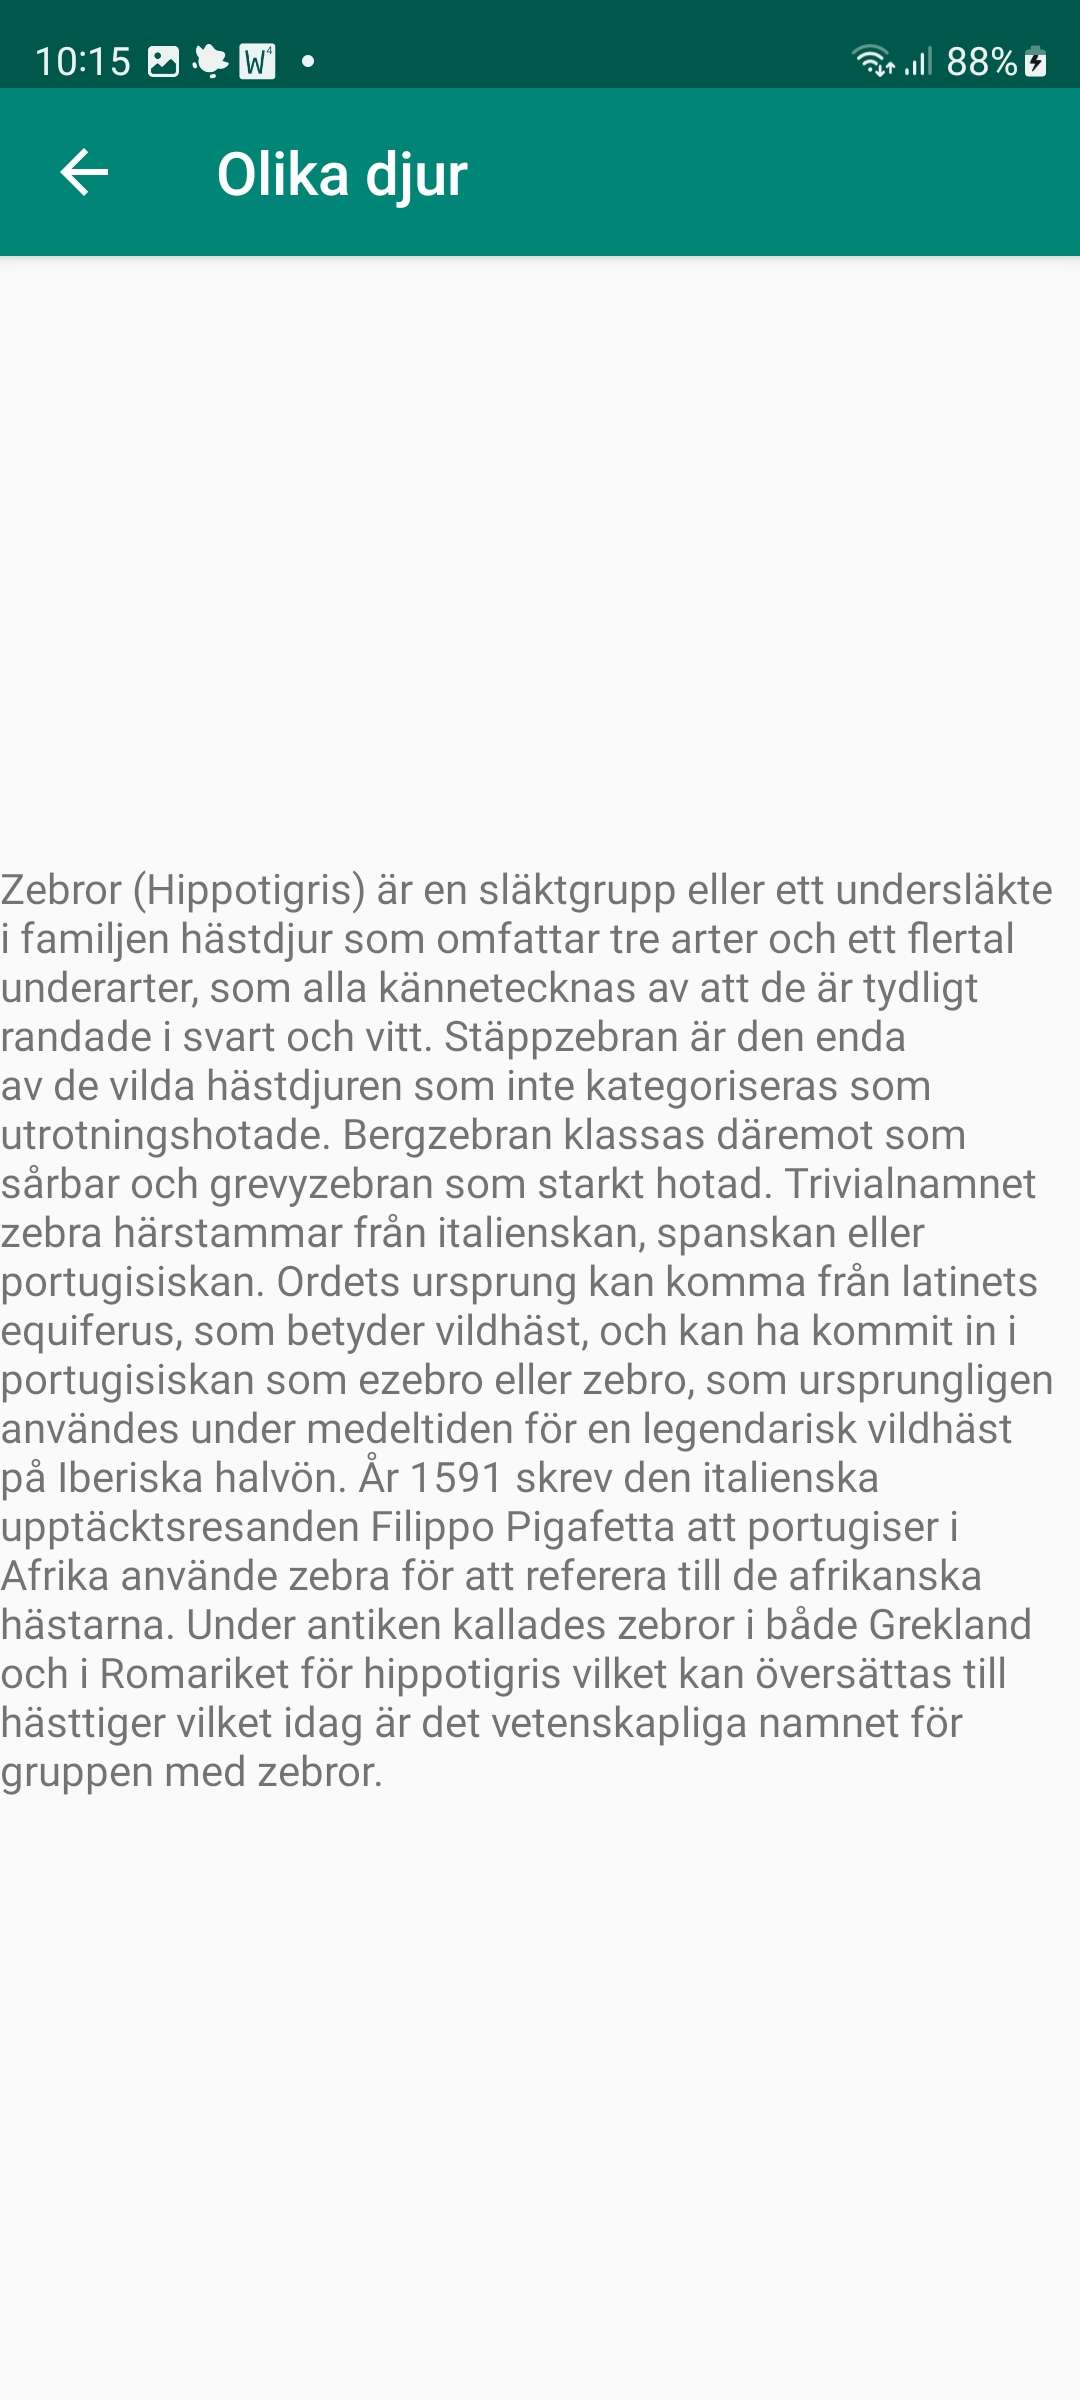 10:15
W4
88%
Olika djur
Zebror (Hippotigris) är en släktgrupp eller ett undersläkte
i familjen hästdjur som omfattar tre arter och ett flertal
underarter, som alla kännetecknas av att de är tydligt
randade i svart och vitt. Stäppzebran är den enda
av de vilda hästdjuren som inte kategoriseras som
utrotningshotade. Bergzebran klassas däremot som
sårbar och grevyzebran som starkt hotad. Trivialnamnet
zebra härstammar från italienskan, spanskan eller
portugisiskan. Ordets ursprung kan komma från latinets
equiferus, som betyder vildhäst, och kan ha kommit in i
portugisiskan som ezebro eller zebro, som ursprungligen
användes under medeltiden för en legendarisk vildhäst
på Iberiska halvön. År 1591 skrev den italienska
upptäcktsresanden Filippo Pigafetta att portugiser i
Afrika använde zebra för att referera till de afrikanska
hästarna. Under antiken kallades zebror i både Grekland
och i Romariket för hippotigris vilket kan översättas till
hästtiger vilket idag är det vetenskapliga namnet för
gruppen med zebror.